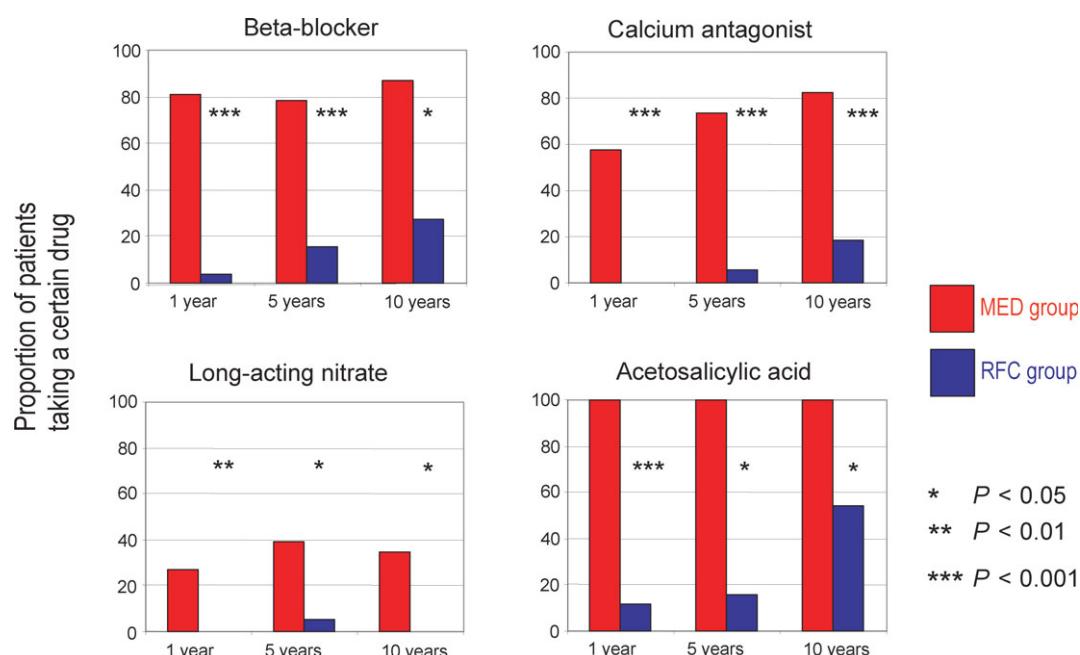 Proportion of patients
taking a certain drug
Beta-blocker
100
80
60
40
20
0
***
***
*
1 year
5 years
10 years
Calcium antagonist
100
80
60
40
20
0
***
***
***
1 year
5 years
10 years
Long-acting nitrate
100
80
60
40
20
0
**
*
*
1 year
5 years
10 years
Acetosalicylic acid
100
80
60
40
20
0
***
*
*
1 year
5 years
10 years
MED group
RFC group
* P < 0.05
** P < 0.01
*** P < 0.001